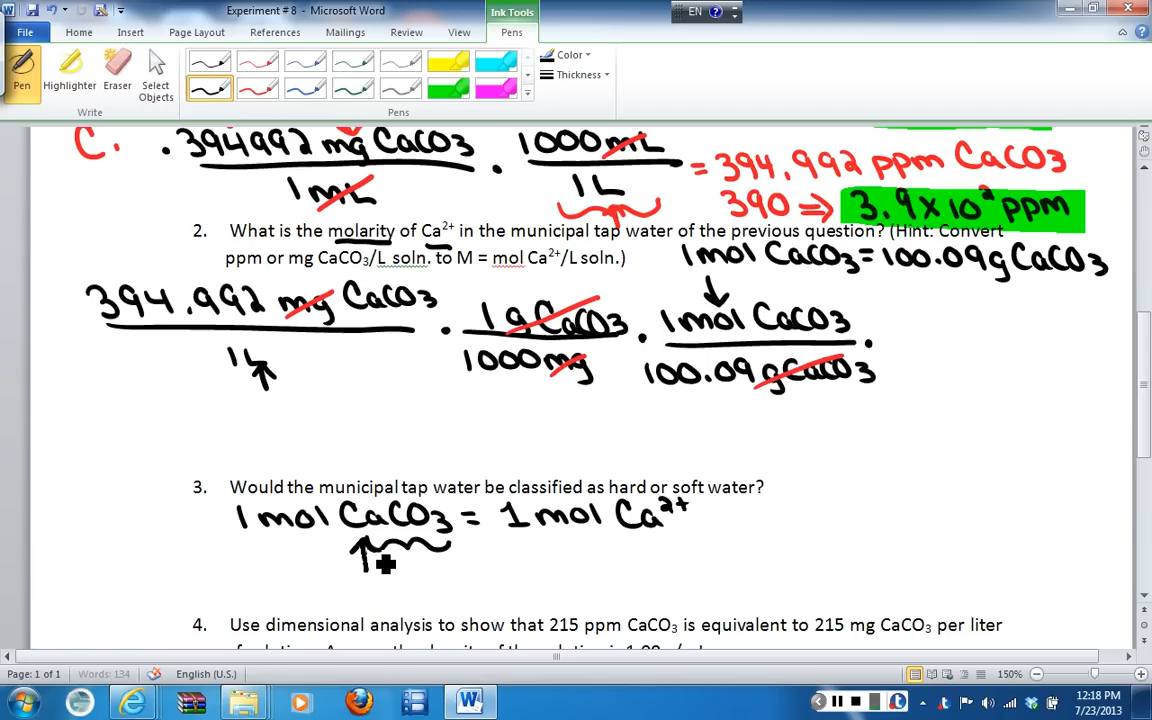 Experiment # 8 - Microsoft Word
Ink Tools
EN
File Home Insert Page Layout References Mailings Review View Pens
Pen Highlighter Eraser Select Objects
Color
Thickness
Write
Pens
C. .394992 mg CaCO3 / 1 mL · 1000 mL / 1 L = 394.992 ppm CaCO3
390 ⇒ 3.9 x 10² ppm
2. What is the molarity of Ca2+ in the municipal tap water of the previous question? (Hint: Convert
ppm or mg CaCO3/L soln. to M = mol Ca2+/L soln.)
1 mol CaCO3 = 100.09 g CaCO3
394.992 mg CaCO3 / 1 L · 1 g CaCO3 / 1000 mg · 1 mol CaCO3 / 100.09 g CaCO3 ·
3. Would the municipal tap water be classified as hard or soft water?
1 mol CaCO3 = 1 mol Ca2+
4. Use dimensional analysis to show that 215 ppm CaCO3 is equivalent to 215 mg CaCO3 per liter
Page: 1 of 1 Words: 134 English (U.S.) 150%
12:18 PM
7/23/2013